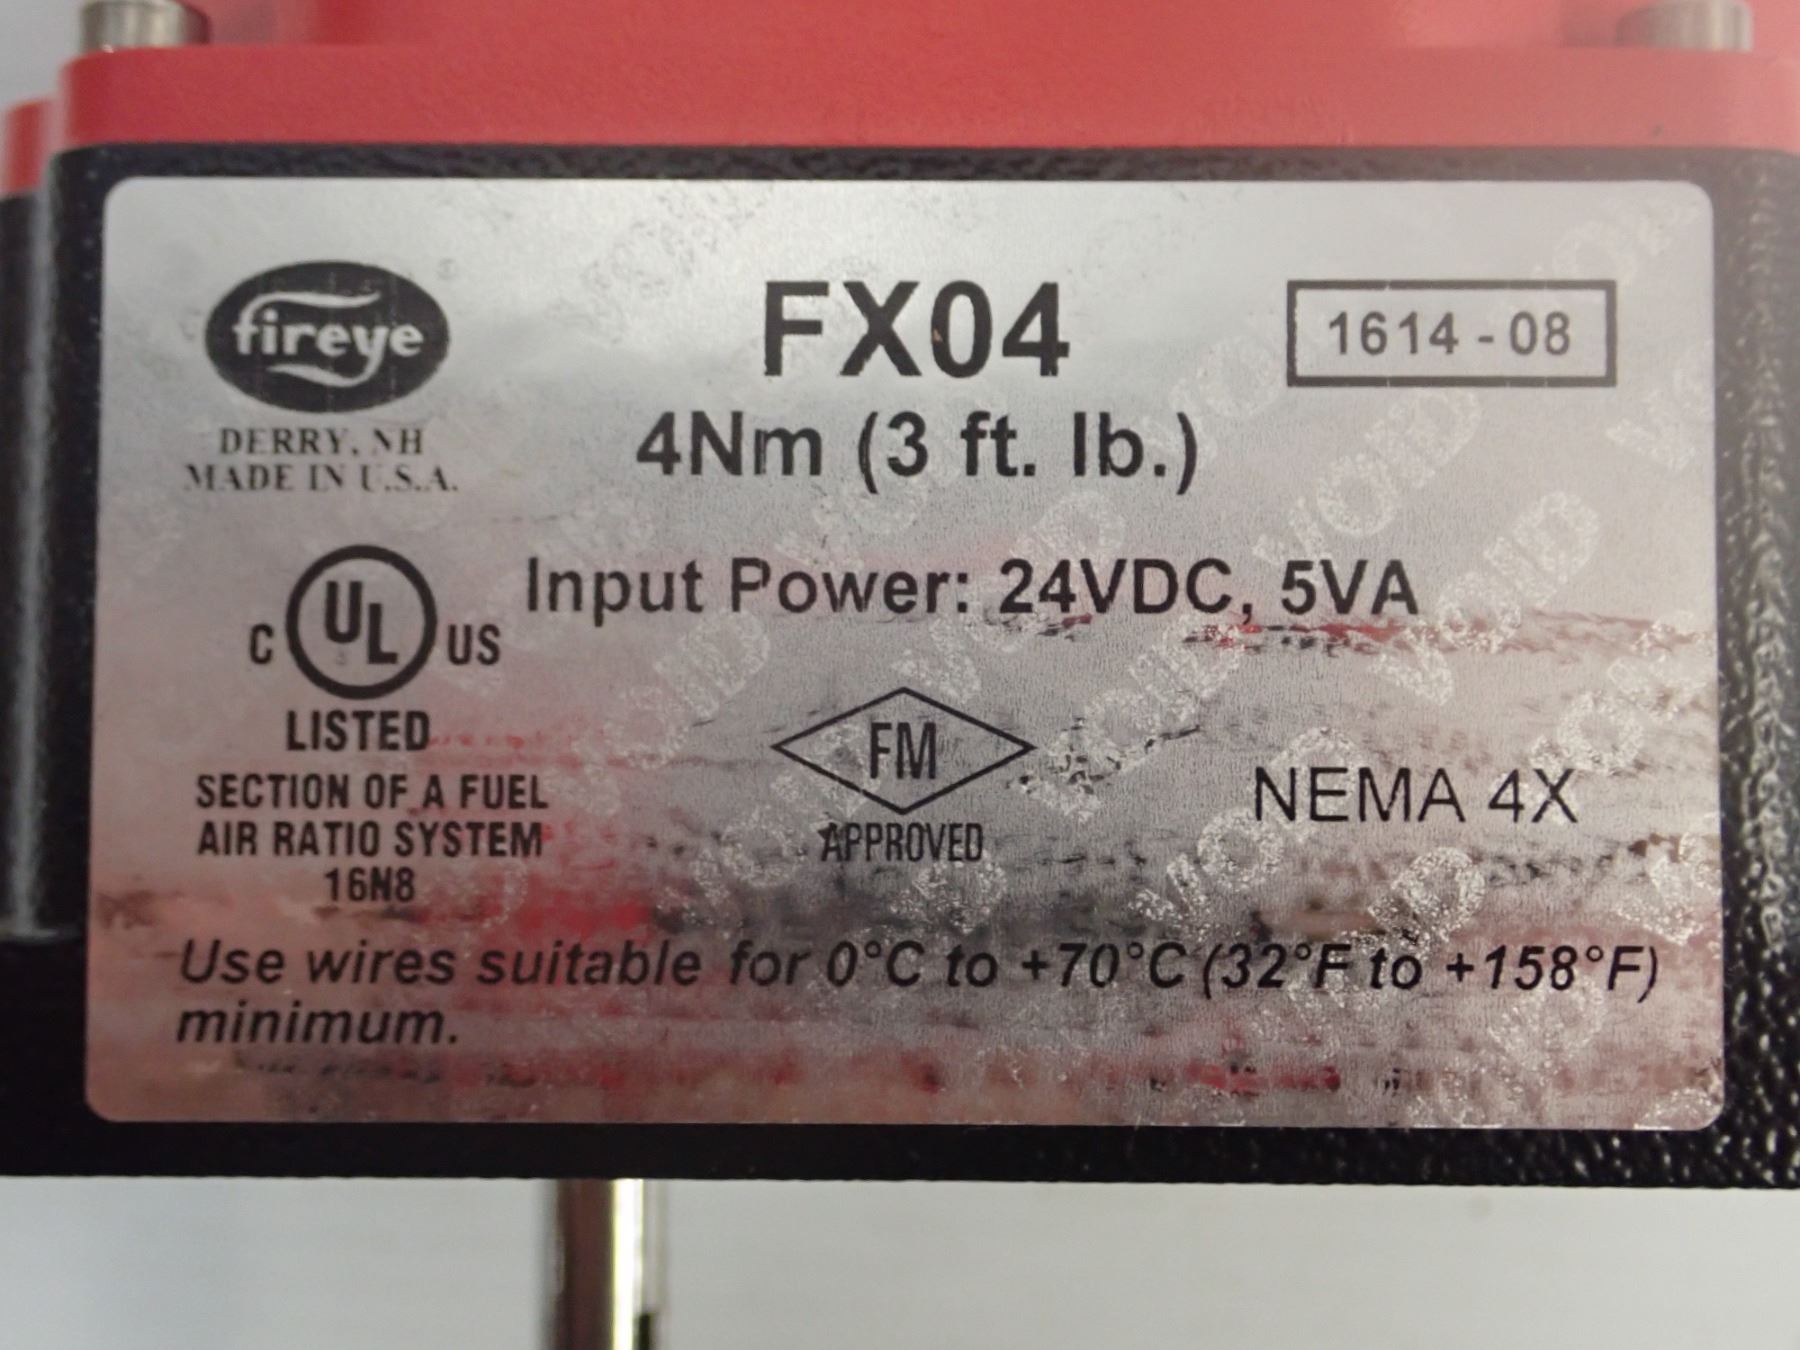 fireye
DERRY, NH
MADE IN U.S.A.
FX04
1614 - 08
4Nm (3 ft. lb.)
Input Power: 24VDC, 5VA
C UL US
LISTED
SECTION OF A FUEL
AIR RATIO SYSTEM
16N8
FM
APPROVED
NEMA 4X
Use wires suitable for 0°C to +70°C (32°F to +158°F)
minimum.